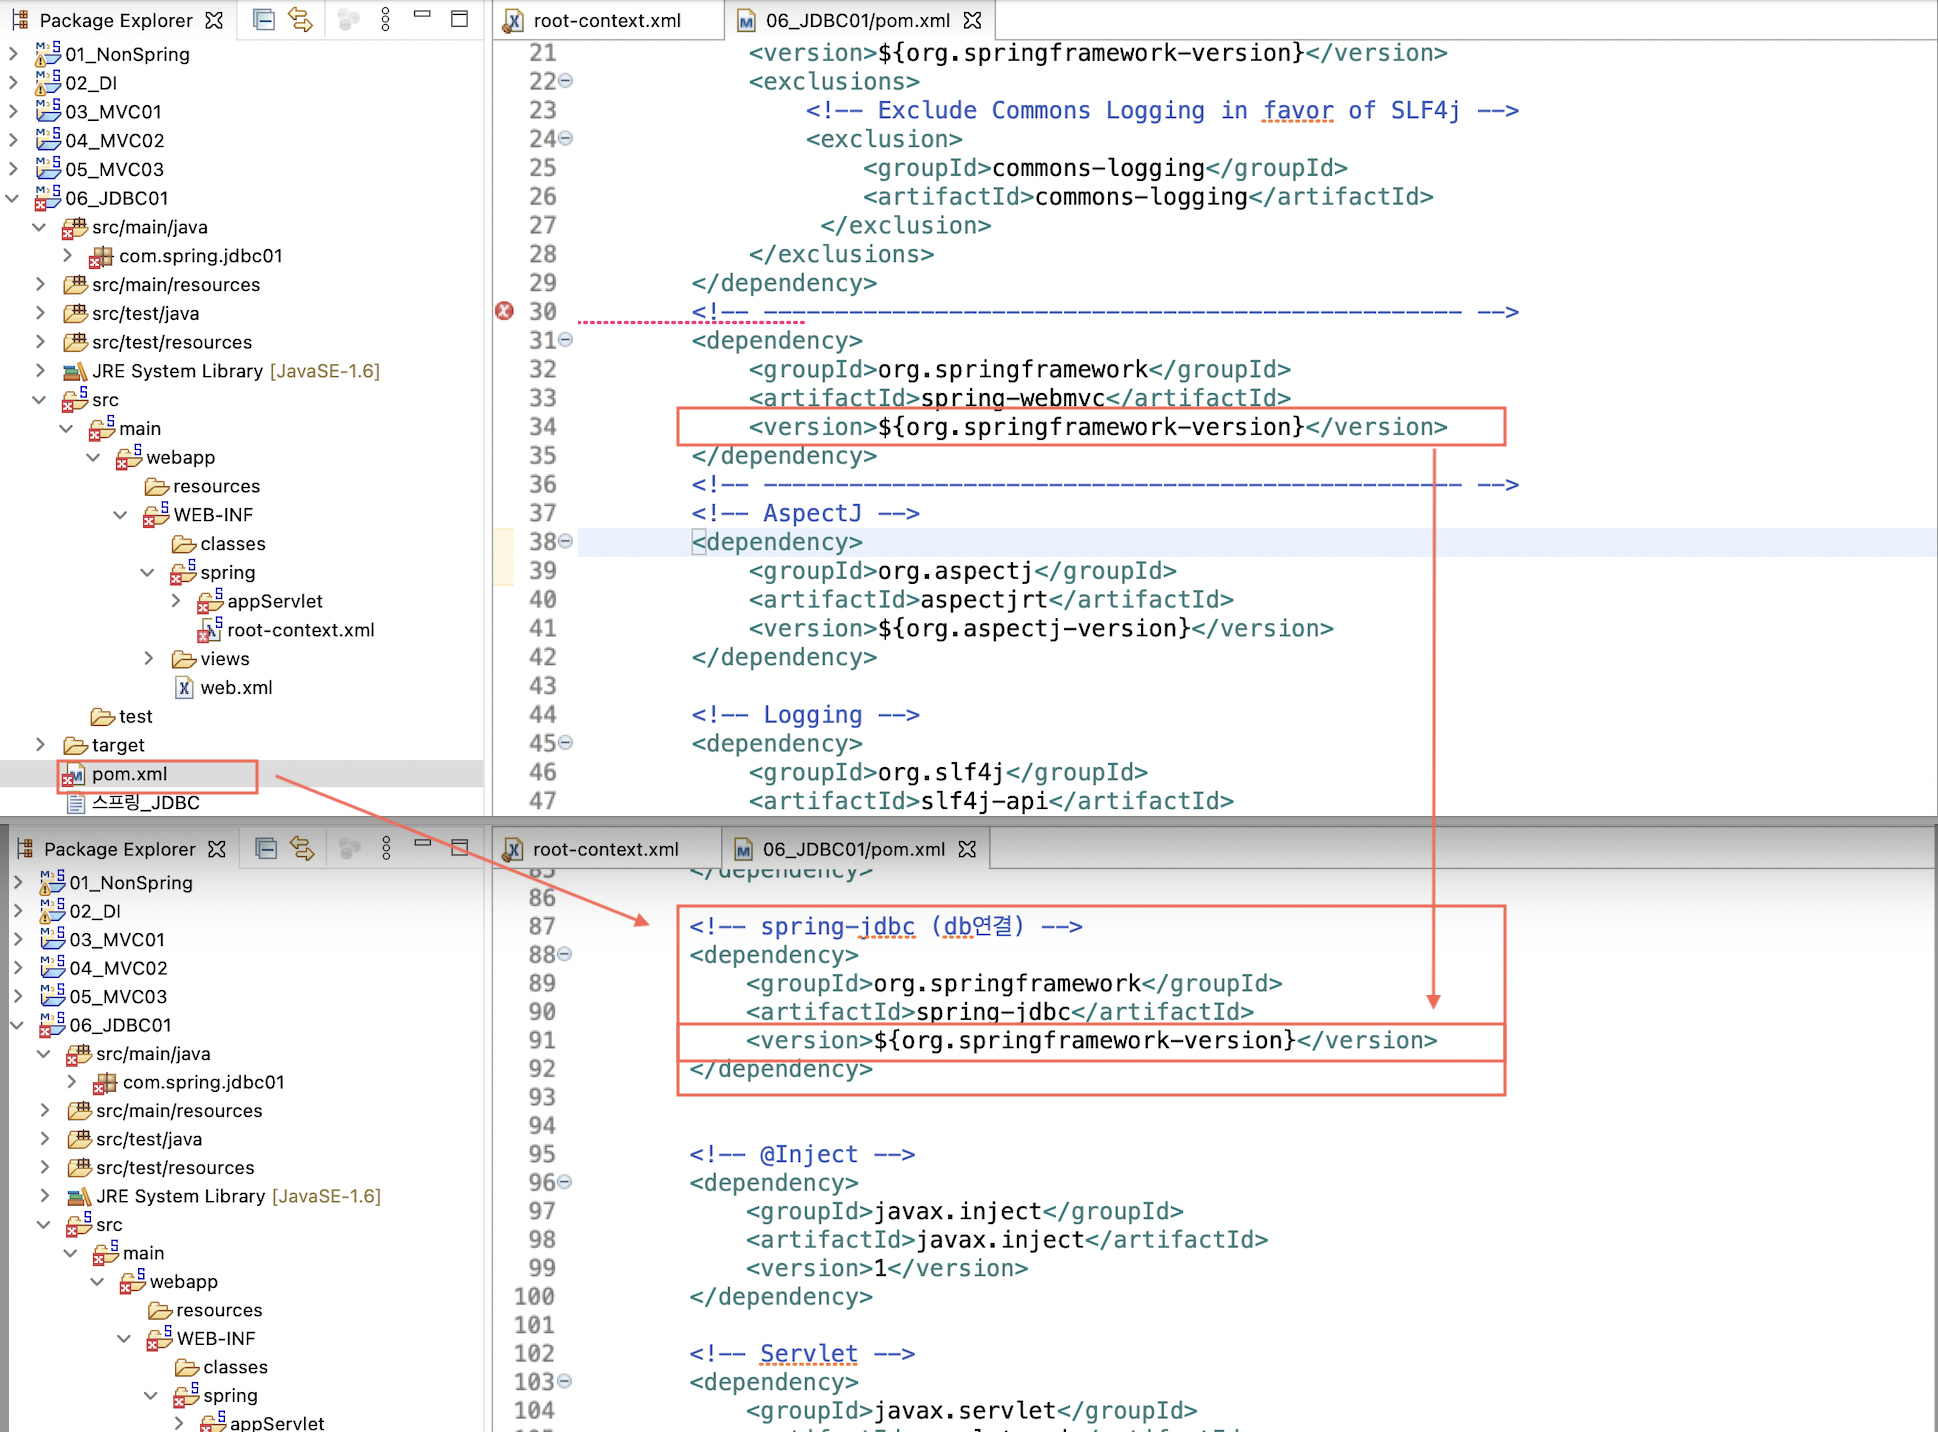 Package Explorer
01_NonSpring
02_DI
03_MVC01
04_MVC02
05_MVC03
06_JDBC01
src/main/java
com.spring.jdbc01
src/main/resources
src/test/java
src/test/resources
JRE System Library [JavaSE-1.6]
src
main
webapp
resources
WEB-INF
classes
spring
appServlet
root-context.xml
views
web.xml
test
target
pom.xml
스프링_JDBC
root-context.xml
06_JDBC01/pom.xml
21 <version>${org.springframework-version}</version>
22 <exclusions>
23 <!-- Exclude Commons Logging in favor of SLF4j -->
24 <exclusion>
25 <groupId>commons-logging</groupId>
26 <artifactId>commons-logging</artifactId>
27 </exclusion>
28 </exclusions>
29 </dependency>
30 <!-- ------------------------------------------------- -->
31 <dependency>
32 <groupId>org.springframework</groupId>
33 <artifactId>spring-webmvc</artifactId>
34 <version>${org.springframework-version}</version>
35 </dependency>
36 <!-- ------------------------------------------------- -->
37 <!-- AspectJ -->
38 <dependency>
39 <groupId>org.aspectj</groupId>
40 <artifactId>aspectjrt</artifactId>
41 <version>${org.aspectj-version}</version>
42 </dependency>
43
44 <!-- Logging -->
45 <dependency>
46 <groupId>org.slf4j</groupId>
47 <artifactId>slf4j-api</artifactId>
Package Explorer
01_NonSpring
02_DI
03_MVC01
04_MVC02
05_MVC03
06_JDBC01
src/main/java
com.spring.jdbc01
src/main/resources
src/test/java
src/test/resources
JRE System Library [JavaSE-1.6]
src
main
webapp
resources
WEB-INF
classes
spring
appServlet
root-context.xml
06_JDBC01/pom.xml
85 </dependency>
86
87 <!-- spring-jdbc (db연결) -->
88 <dependency>
89 <groupId>org.springframework</groupId>
90 <artifactId>spring-jdbc</artifactId>
91 <version>${org.springframework-version}</version>
92 </dependency>
93
94
95 <!-- @Inject -->
96 <dependency>
97 <groupId>javax.inject</groupId>
98 <artifactId>javax.inject</artifactId>
99 <version>1</version>
100 </dependency>
101
102 <!-- Servlet -->
103 <dependency>
104 <groupId>javax.servlet</groupId>